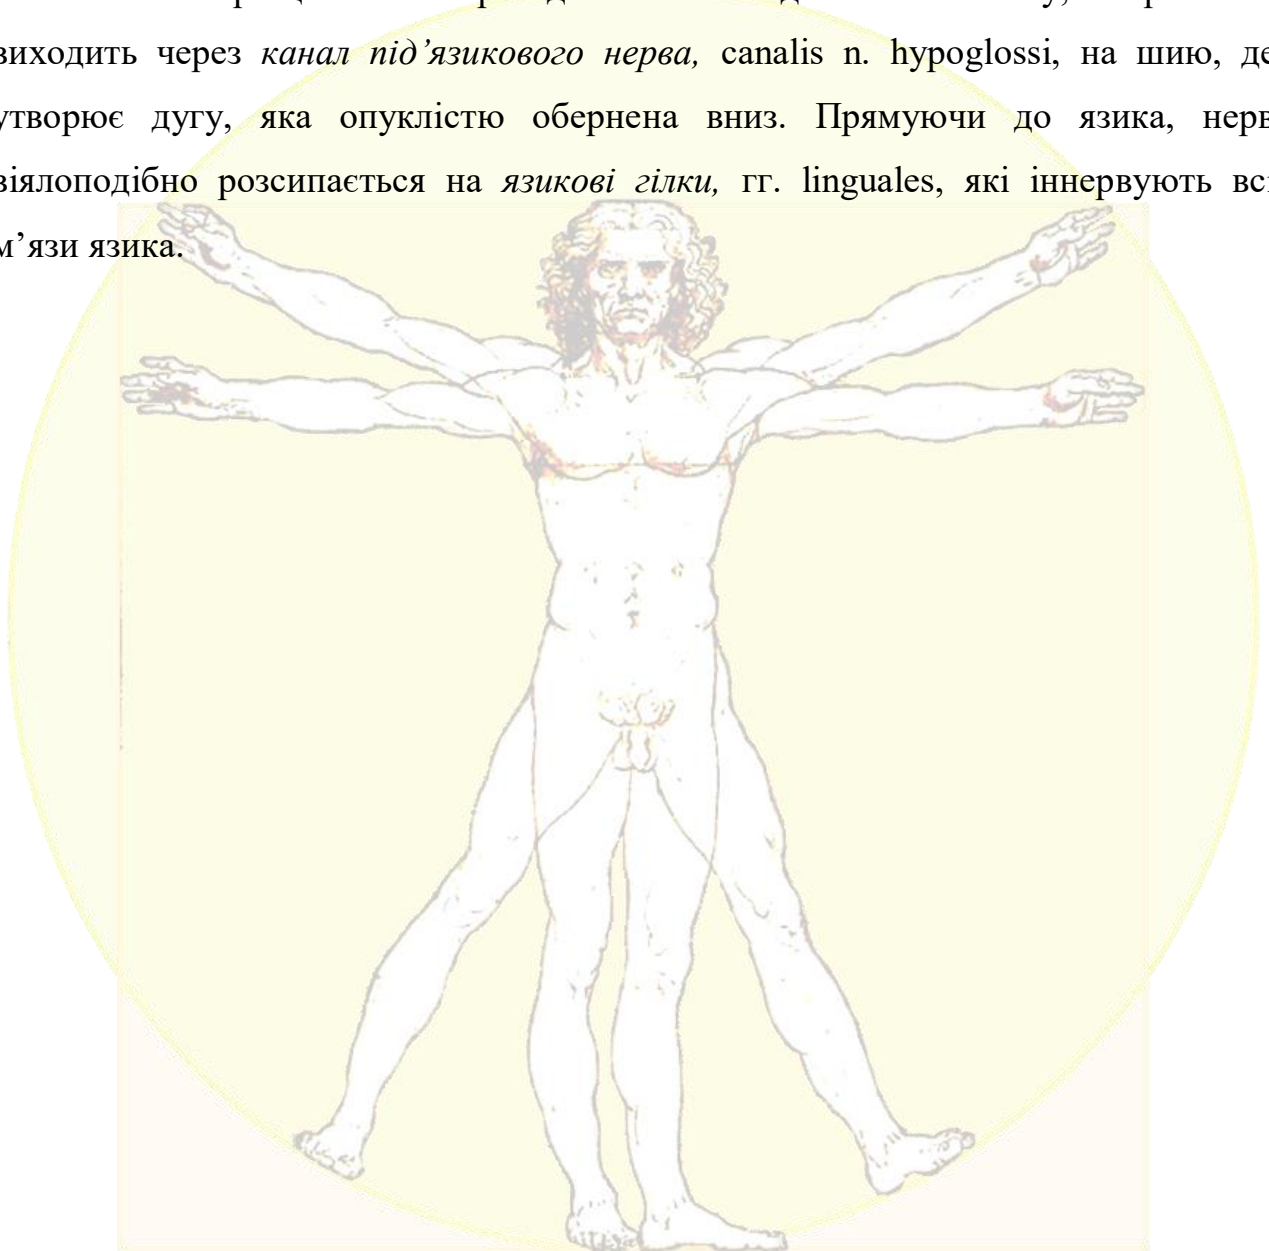 виходить через канал під’язикового нерва, canalis n. hypoglossi, на шию, де
утворює дугу, яка опуклістю обернена вниз. Прямуючи до язика, нерв
віялоподібно розсипається на язикові гілки, гг. linguales, які іннервують всі
м’язи язика.